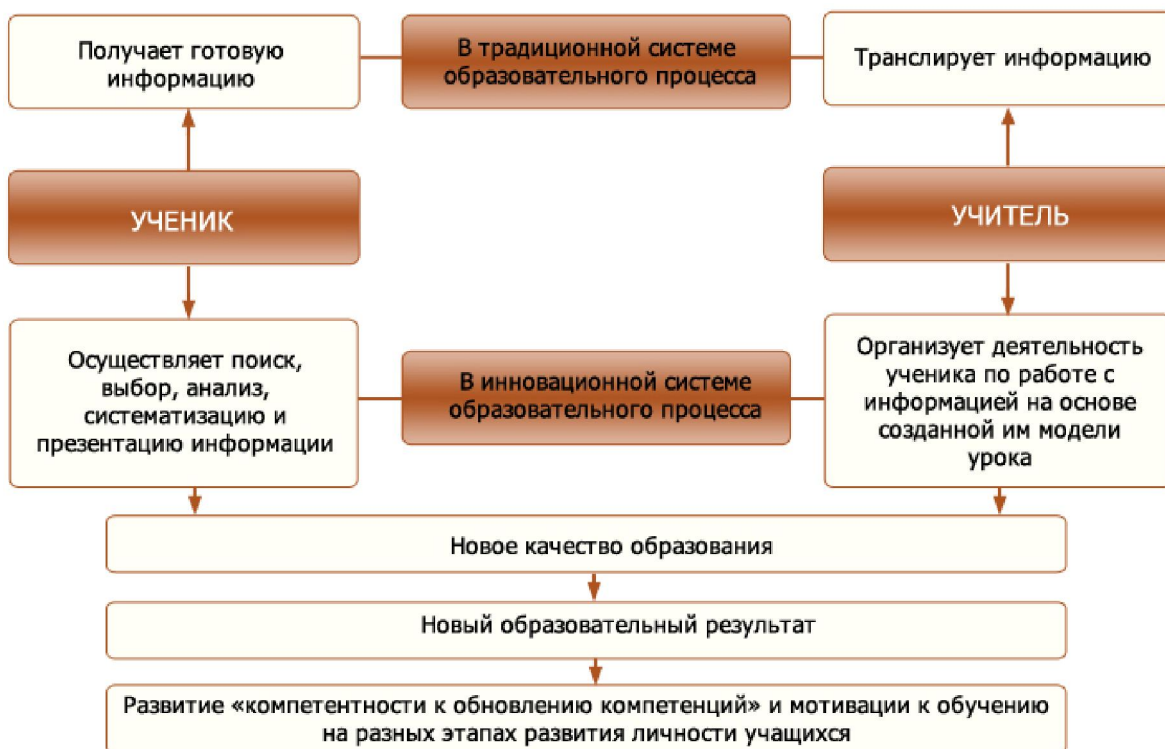 Получает готовую
информацию
В традиционной системе
образовательного процесса
Транслирует информацию
УЧЕНИК
УЧИТЕЛЬ
Осуществляет поиск,
выбор, анализ,
систематизацию и
презентацию информации
В инновационной системе
образовательного процесса
Организует деятельность
ученика по работе с
информацией на основе
созданной им модели
урока
Новое качество образования
Новый образовательный результат
Развитие «компетентности к обновлению компетенций» и мотивации к обучению
на разных этапах развития личности учащихся